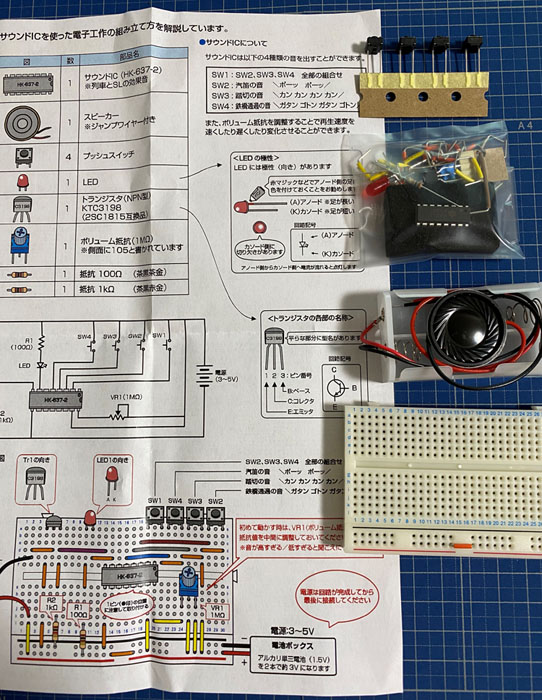 サウンドICを使った電子工作の組み立て方を解説しています。
図
数
部品名
HK-637-2
1
サウンドIC (HK-637-2)
※列車とSLの効果音
1
スピーカー
※ジャンプワイヤー付き
4
プッシュスイッチ
1
LED
C3198
1
トランジスタ(NPN型)
KTC3198
(2SC1815互換品)
1
ボリューム抵抗(1MΩ)
※側面に105と書かれています
1
抵抗 100Ω (茶黒茶金)
1
抵抗 1kΩ (茶黒赤金)
●サウンドICについて
サウンドICは以下の4種類の音を出すことができます。
SW1:SW2、SW3、SW4 全部の組合せ
SW2:汽笛の音 ＼ポーッ ポーッ／
SW3:踏切の音 ＼カン カン カン カン／
SW4:鉄橋通過の音 ＼ガタン ゴトン ガタン ゴトン
また、ボリューム抵抗を調整することで再生速度を
速くしたり遅くしたり変化させることができます。
<LED の極性>
LED には極性(向き)があります
赤マジックなどでアノード側の足に
色を付けておくことをお勧めします
(A)アノード ※足が長い
(K)カソード ※足が短い
カソード側に
切り欠きがあります
回路記号
(A)アノード
(K)カソード
アノード側からカソード側へ電流が流れると点灯します
<トランジスタの各部の名称>
C3198
平らな部分に型名があります
1 2 3:ピン番号
B:ベース
C:コレクタ
E:エミッタ
回路記号
C
B
E
R1
(100Ω)
LED
SW4
SW3
SW2
SW1
電源
(3〜5V)
HK-637-2
VR1(1MΩ)
Tr1の向き
LED1の向き
A K
SW2、SW3、SW4 全部の組合せ
汽笛の音 ＼ポーッ ポーッ／
踏切の音 ＼カン カン カン カン／
鉄橋通過の音 ＼ガタン ゴトン ガタン
SW1 SW4 SW3 SW2
初めて動かす時は、VR1(ボリューム抵
抵抗値を中間に調整しておいてくださ
※音が高すぎる/低すぎると聞こえに
HK-637-2
R2
1kΩ
R1
100Ω
VR1
1MΩ
電源は回路が完成してから
最後に接続してください
電源:3〜5V
電池ボックス
アルカリ単三電池 (1.5V)
を2本で約3Vになります
−
+
A4